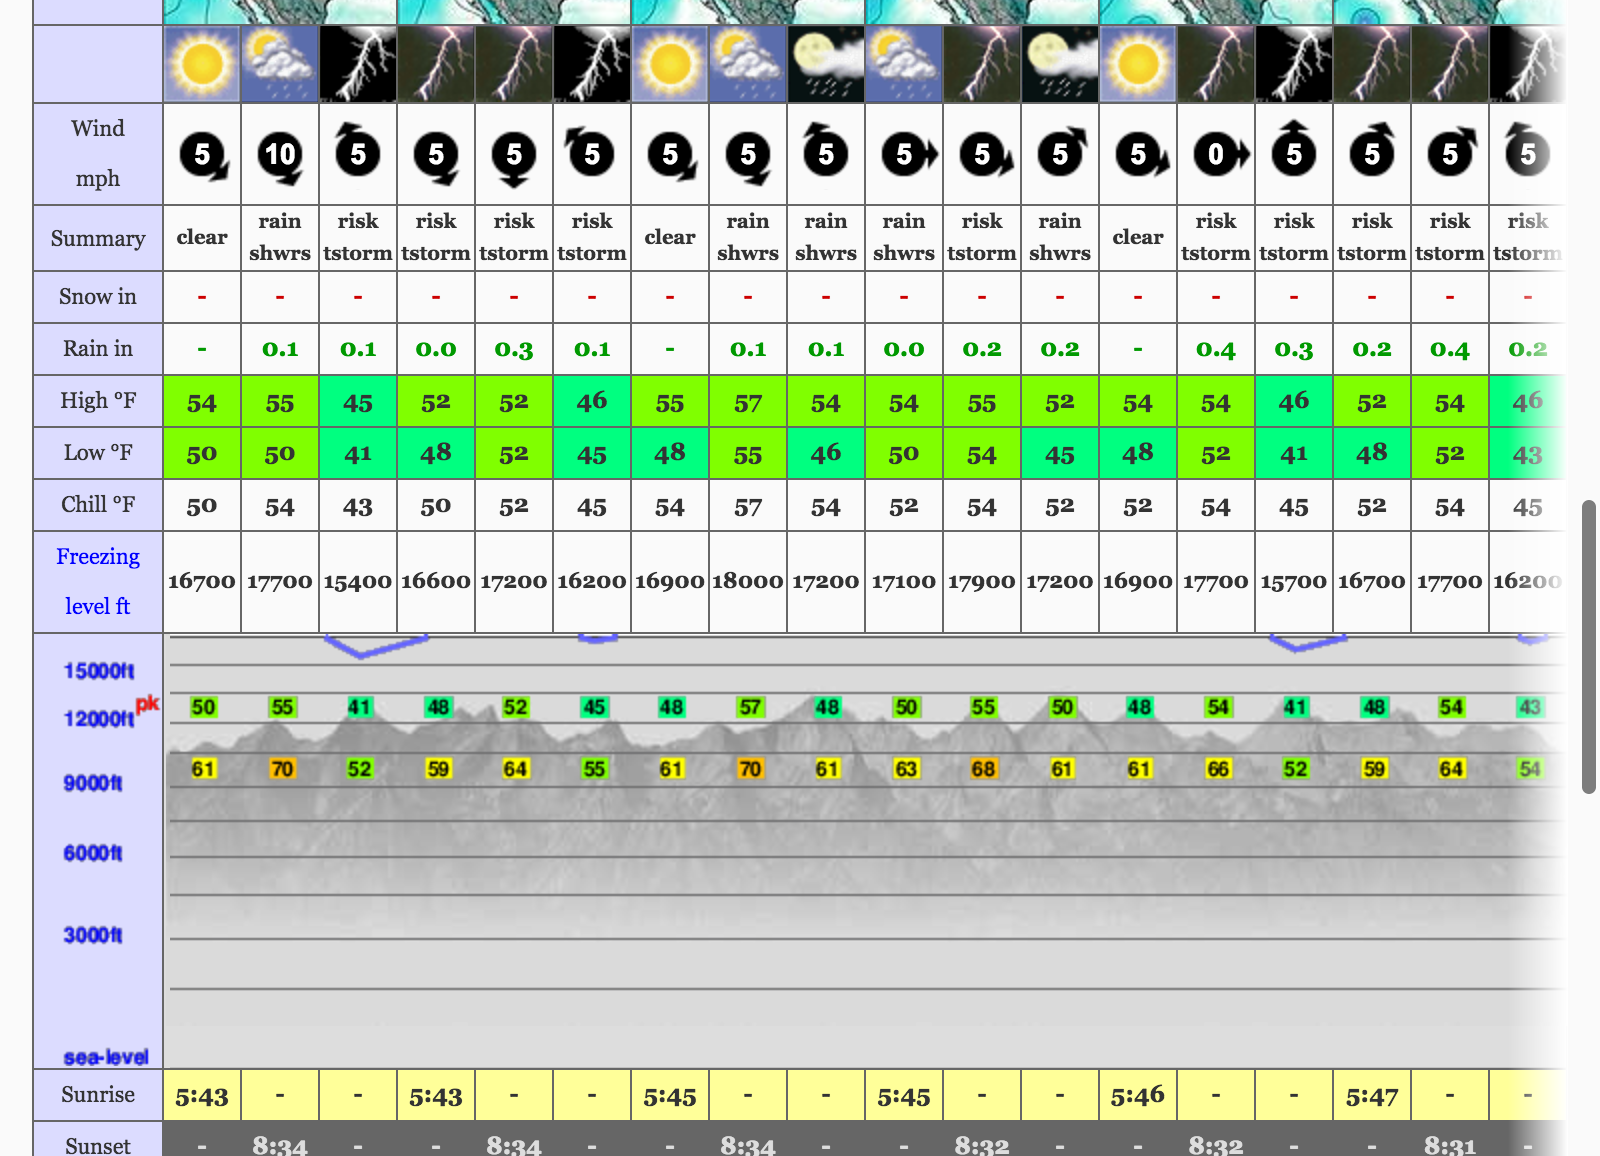 Wind mph 5 10 5 5 5 5 5 5 5 5 5 5 5 0 5 5 5 5
Summary clear rain shwrs risk tstorm risk tstorm risk tstorm risk tstorm clear rain shwrs rain shwrs rain shwrs risk tstorm rain shwrs clear risk tstorm risk tstorm risk tstorm risk tstorm risk tstorm
Snow in - - - - - - - - - - - - - - - - - -
Rain in - 0.1 0.1 0.0 0.3 0.1 - 0.1 0.1 0.0 0.2 0.2 - 0.4 0.3 0.2 0.4 0.2
High °F 54 55 45 52 52 46 55 57 54 54 55 52 54 54 46 52 54 46
Low °F 50 50 41 48 52 45 48 55 46 50 54 45 48 52 41 48 52 43
Chill °F 50 54 43 50 52 45 54 57 54 52 54 52 52 54 45 52 54 45
Freezing level ft 16700 17700 15400 16600 17200 16200 16900 18000 17200 17100 17900 17200 16900 17700 15700 16700 17700 16200
15000ft
pk 50 55 41 48 52 45 48 57 48 50 55 50 48 54 41 48 54 43
12000ft
61 70 52 59 64 55 61 70 61 63 68 61 61 66 52 59 64 54
9000ft
6000ft
3000ft
sea-level
Sunrise 5:43 - - 5:43 - - 5:45 - - 5:45 - - 5:46 - - 5:47 - -
Sunset - 8:34 - - 8:34 - - 8:34 - - 8:32 - - 8:32 - - 8:31 -